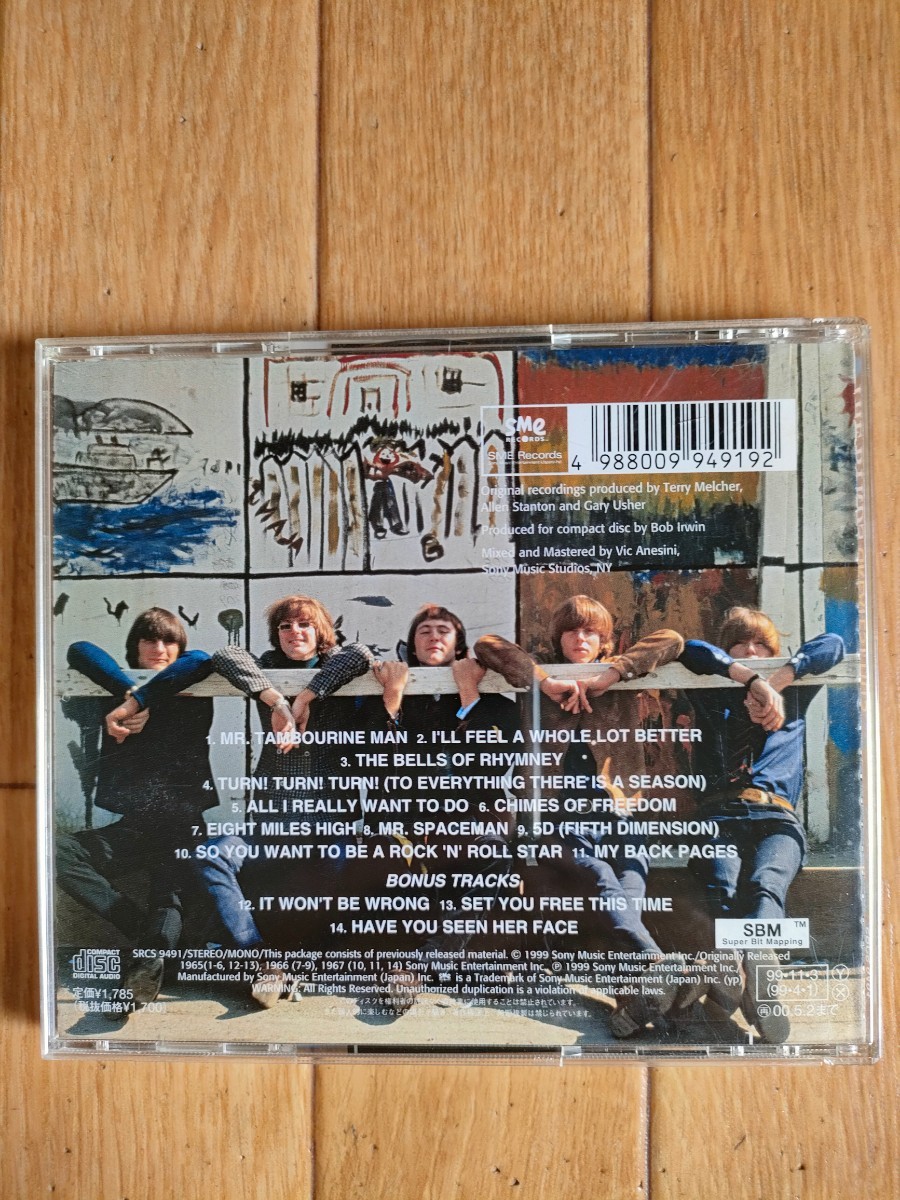 SMe
RECORDS
SME Records
4 988009 949192
Original recordings produced by Terry Melcher,
Allen Stanton and Gary Usher
Produced for compact disc by Bob Irwin
Mixed and Mastered by Vic Anesini,
Sony Music Studios, NY
1. MR. TAMBOURINE MAN 2. I'LL FEEL A WHOLE LOT BETTER
3. THE BELLS OF RHYMNEY
4. TURN! TURN! TURN! (TO EVERYTHING THERE IS A SEASON)
5. ALL I REALLY WANT TO DO 6. CHIMES OF FREEDOM
7. EIGHT MILES HIGH 8. MR. SPACEMAN 9. 5D (FIFTH DIMENSION)
10. SO YOU WANT TO BE A ROCK 'N' ROLL STAR 11. MY BACK PAGES
BONUS TRACKS
12. IT WON'T BE WRONG 13. SET YOU FREE THIS TIME
14. HAVE YOU SEEN HER FACE
SBM TM
Super Bit Mapping
COMPACT
disc
DIGITAL AUDIO
SRCS 9491/STEREO/MONO/This package consists of previously released material. © 1999 Sony Music Entertainment Inc./Originally Released
1965(1-6, 12-13), 1966 (7-9), 1967 (10, 11, 14) Sony Music Entertainment Inc. ℗ 1999 Sony Music Entertainment (Japan) Inc./
Manufactured by Sony Music Entertainment (Japan) Inc. is a Trademark of Sony Music Entertainment (Japan) Inc. (yp)
WARNING: All Rights Reserved. Unauthorized duplication is a violation of applicable laws.
定価¥1,785
(税抜価格¥1,700)
99・11・3 Y
(99・4・1) X
再 00.5.2まで